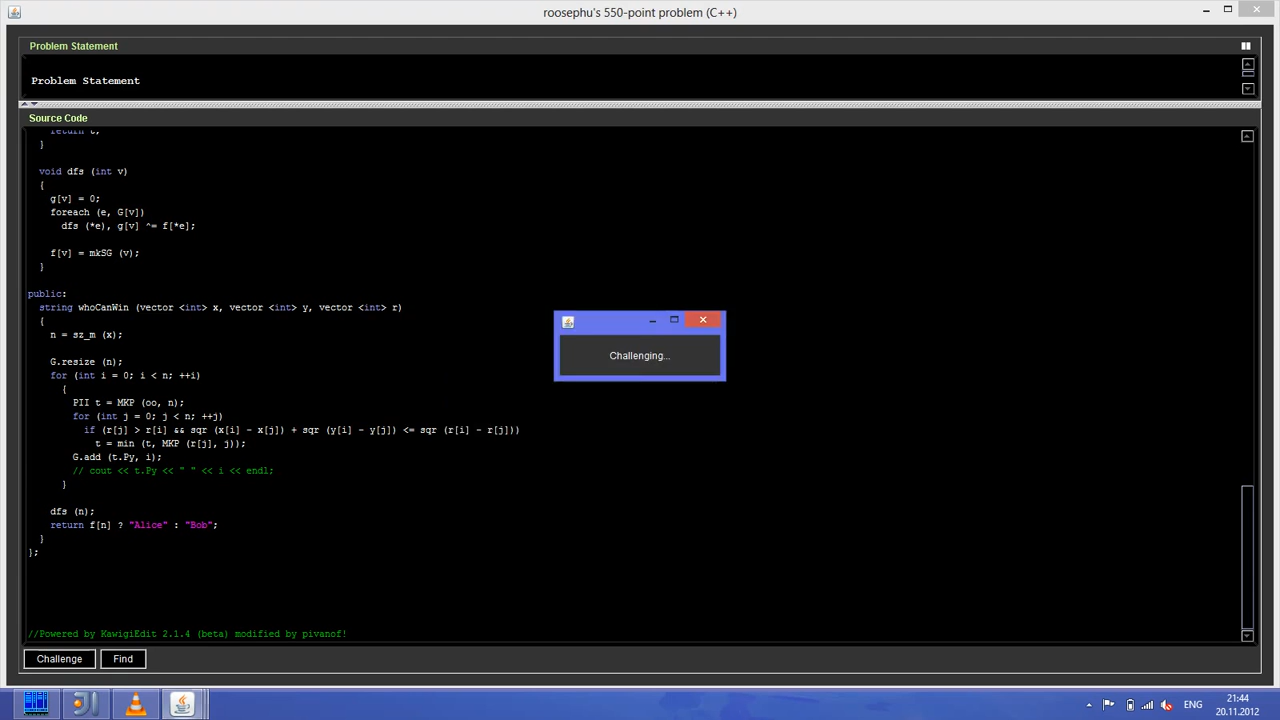 roosephu's 550-point problem (C++)
Problem Statement
Problem Statement
Source Code
return t;
}
void dfs (int v)
{
g[v] = 0;
foreach (e, G[v])
dfs (*e), g[v] ^= f[*e];
f[v] = mkSG (v);
}
public:
string whoCanWin (vector <int> x, vector <int> y, vector <int> r)
{
n = sz_m (x);
G.resize (n);
for (int i = 0; i < n; ++i)
{
PII t = MKP (oo, n);
for (int j = 0; j < n; ++j)
if (r[j] > r[i] && sqr (x[i] - x[j]) + sqr (y[i] - y[j]) <= sqr (r[i] - r[j]))
t = min (t, MKP (r[j], j));
G.add (t.Py, i);
// cout << t.Py << " " << i << endl;
}
dfs (n);
return f[n] ? "Alice" : "Bob";
}
};
//Powered by KawigiEdit 2.1.4 (beta) modified by pivanof!
Challenging...
Challenge
Find
ENG
21:44
20.11.2012